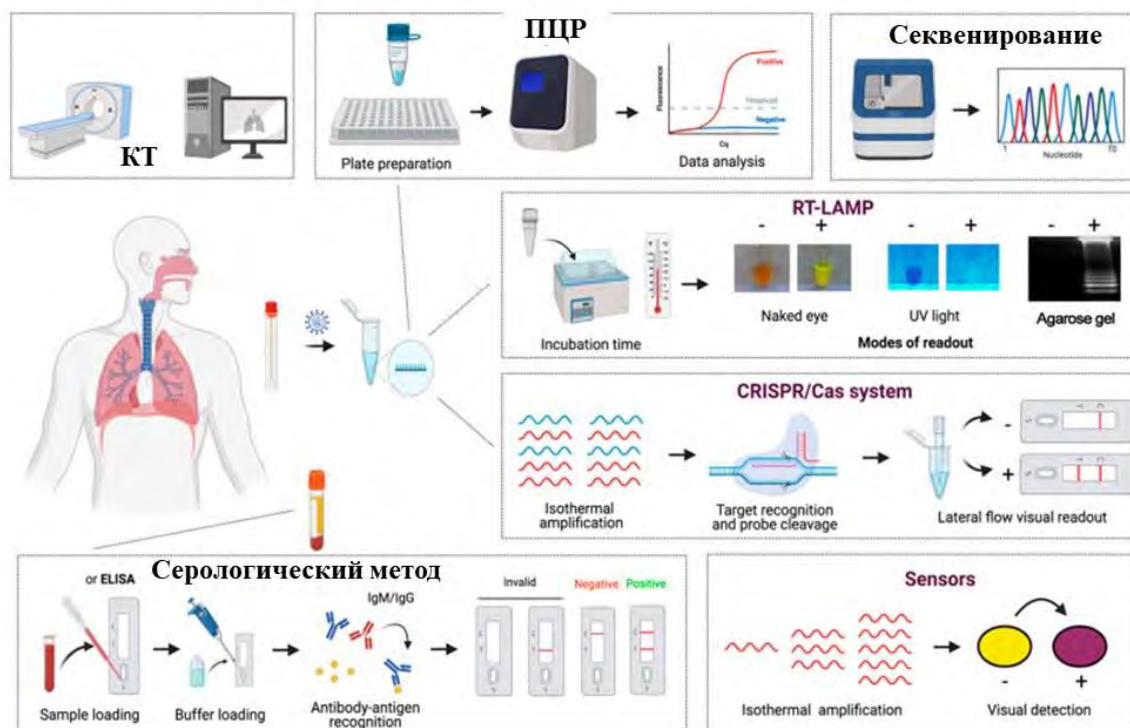 КТ
ПЦР
Plate preparation
Fluorescence
Positive
Threshold
Negative
Cq
Data analysis
Секвенирование
1
Nucleotide
10
RT-LAMP
- + - + - +
Incubation time
Naked eye
UV light
Agarose gel
Modes of readout
CRISPR/Cas system
Isothermal
amplification
Target recognition
and probe cleavage
-
+
Lateral flow visual readout
Серологический метод
or ELISA
IgM/IgG
Invalid
Negative
Positive
Sample loading
Buffer loading
Antibody-antigen
recognition
Sensors
- +
Isothermal amplification
Visual detection